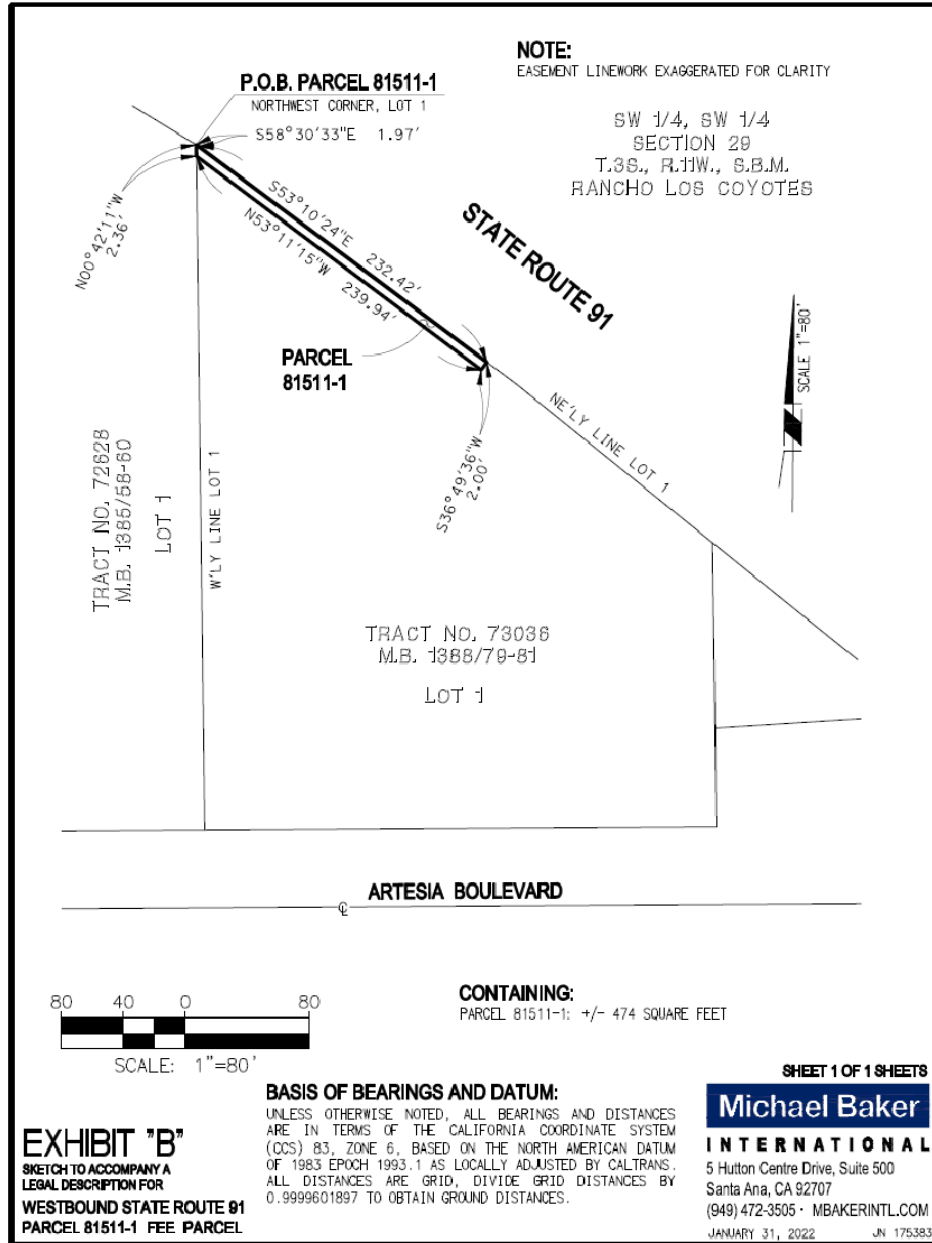 NOTE:
EASEMENT LINEWORK EXAGGERATED FOR CLARITY
P.O.B. PARCEL 81511-1
NORTHWEST CORNER, LOT 1
S58°30'33"E 1.97'
SW 1/4, SW 1/4
SECTION 29
T.3S., R.11W., S.B.M.
RANCHO LOS COYOTES
N00°42'11"W
2.36'
S53°10'24"E 232.42'
N53°11'15"W 239.94'
STATE ROUTE 91
PARCEL
81511-1
SCALE 1"=80'
NE'LY LINE LOT 1
S36°49'36"W
2.00'
TRACT NO. 72628
M.B. 1385/58-60
LOT 1
W'LY LINE LOT 1
TRACT NO. 73036
M.B. 1388/79-81
LOT 1
ARTESIA BOULEVARD
℄
80 40 0 80
SCALE: 1"=80'
CONTAINING:
PARCEL 81511-1: +/- 474 SQUARE FEET
BASIS OF BEARINGS AND DATUM:
UNLESS OTHERWISE NOTED, ALL BEARINGS AND DISTANCES
ARE IN TERMS OF THE CALIFORNIA COORDINATE SYSTEM
(CCS) 83, ZONE 6, BASED ON THE NORTH AMERICAN DATUM
OF 1983 EPOCH 1993.1 AS LOCALLY ADJUSTED BY CALTRANS.
ALL DISTANCES ARE GRID, DIVIDE GRID DISTANCES BY
0.9999601897 TO OBTAIN GROUND DISTANCES.
EXHIBIT "B"
SKETCH TO ACCOMPANY A
LEGAL DESCRIPTION FOR
WESTBOUND STATE ROUTE 91
PARCEL 81511-1 FEE PARCEL
SHEET 1 OF 1 SHEETS
Michael Baker
INTERNATIONAL
5 Hutton Centre Drive, Suite 500
Santa Ana, CA 92707
(949) 472-3505 · MBAKERINTL.COM
JANUARY 31, 2022 JN 175383